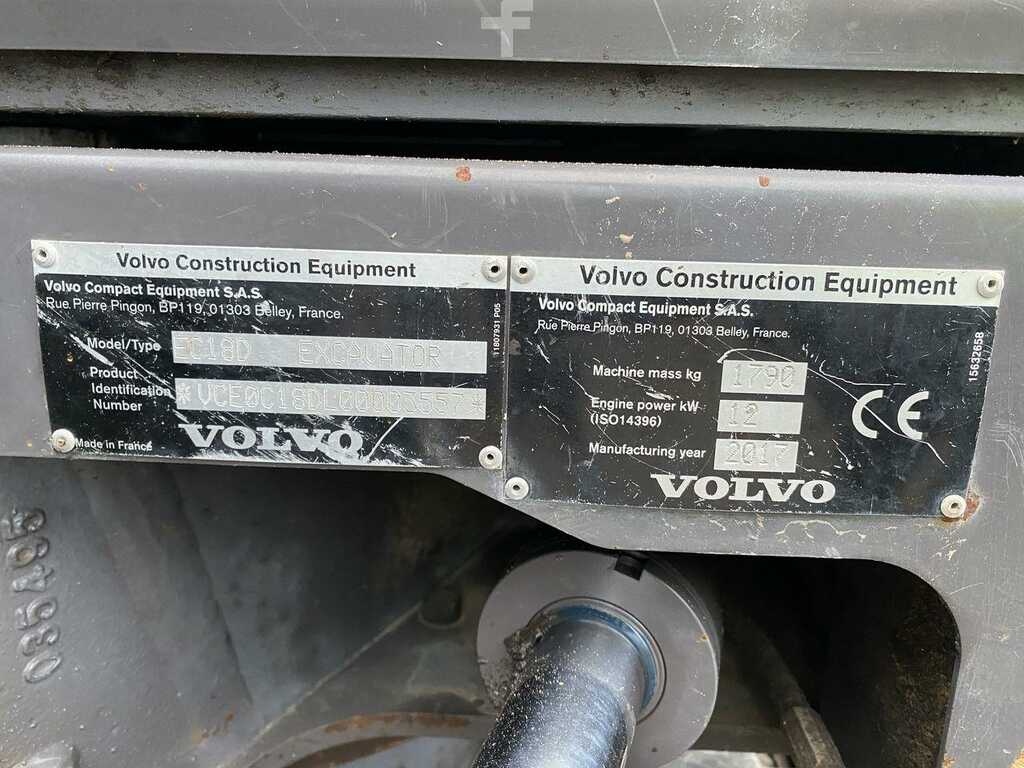 f
Volvo Construction Equipment
Volvo Compact Equipment S.A.S.
Rue Pierre Pingon, BP119, 01303 Belley, France.
Model/Type EC18D EXCAVATOR
Product
Identification
Number
VOLVO
Made in France
11807931 P05
Volvo Construction Equipment
Volvo Compact Equipment S.A.S.
Rue Pierre Pingon, BP119, 01303 Belley, France.
Machine mass kg 1790
Engine power kW 12
(ISO14396)
Manufacturing year 2017
VOLVO
CE
15632658
035495